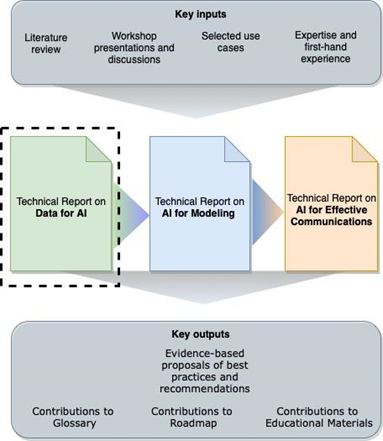 Key inputs
Literature review
Workshop presentations and discussions
Selected use cases
Expertise and first-hand experience
Technical Report on
Data for AI
Technical Report on
AI for Modeling
Technical Report on
AI for Effective
Communications
Key outputs
Evidence-based
proposals of best
practices and
recommendations
Contributions to
Glossary
Contributions to
Roadmap
Contributions to
Educational Materials